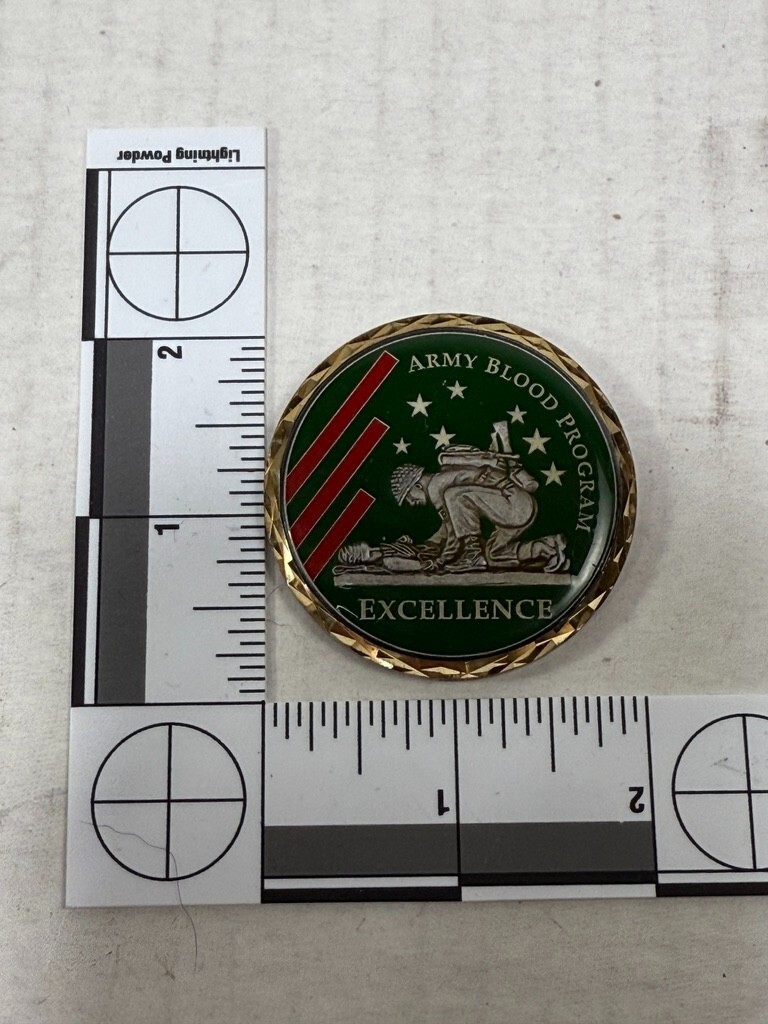 Lightning Powder
2
1
ARMY BLOOD PROGRAM
EXCELLENCE
1
2